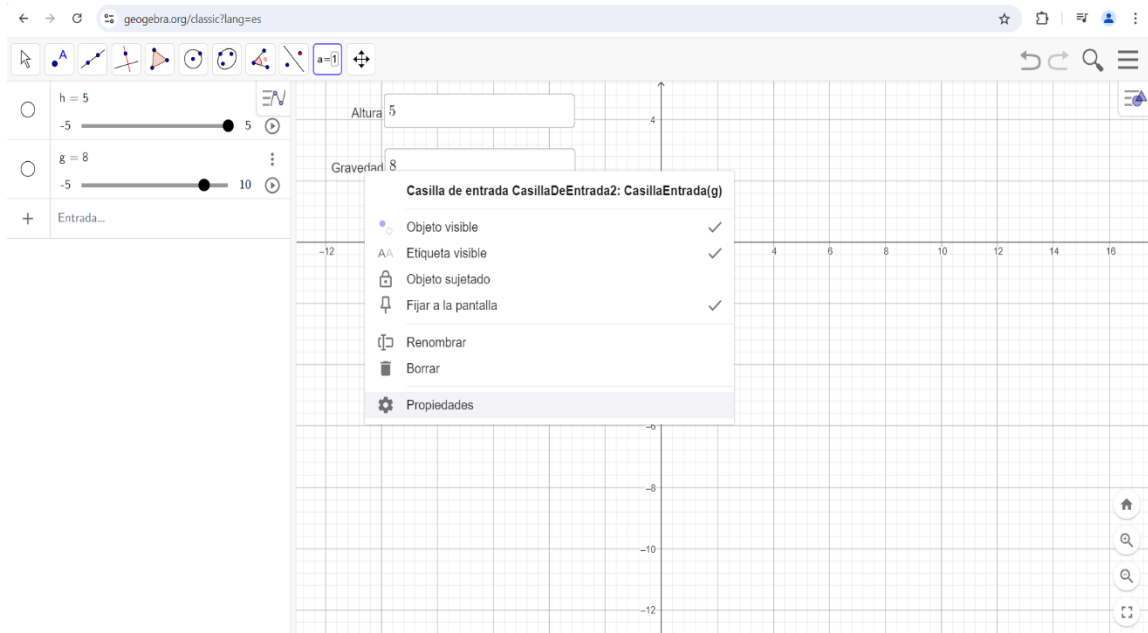 geogebra.org/classic?lang=es
A
a=1
h = 5
-5 5
g = 8
-5 10
+ Entrada...
Altura 5
Gravedad 8
4
Casilla de entrada CasillaDeEntrada2: CasillaEntrada(g)
Objeto visible
AA Etiqueta visible
Objeto sujetado
Fijar a la pantalla
Renombrar
Borrar
Propiedades
−12 4 6 8 10 12 14 16
−6
−8
−10
−12